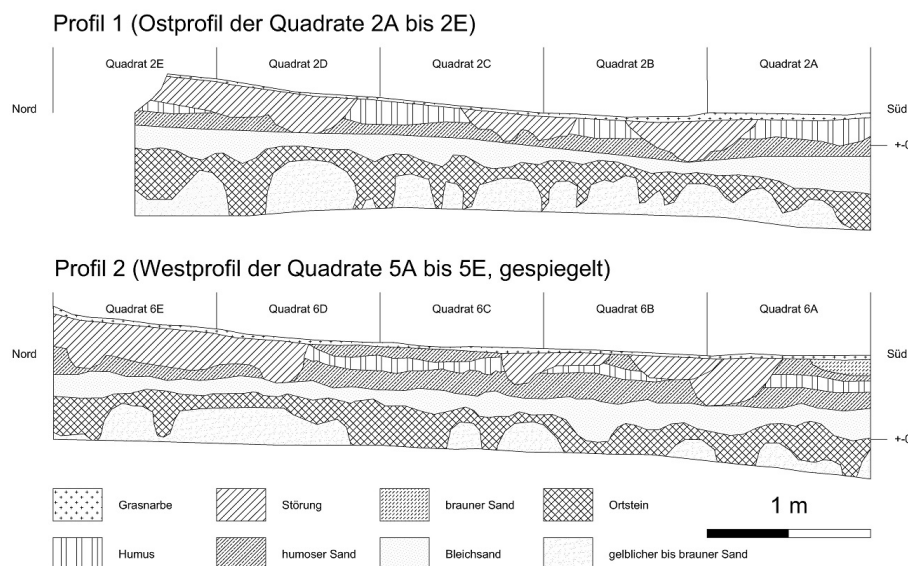 Profil 1 (Ostprofil der Quadrate 2A bis 2E)
Quadrat 2E Quadrat 2D Quadrat 2C Quadrat 2B Quadrat 2A
Nord Süd
+-0
Profil 2 (Westprofil der Quadrate 5A bis 5E, gespiegelt)
Quadrat 6E Quadrat 6D Quadrat 6C Quadrat 6B Quadrat 6A
Nord Süd
+-0
Grasnarbe Störung brauner Sand Ortstein 1 m
Humus humoser Sand Bleichsand gelblicher bis brauner Sand